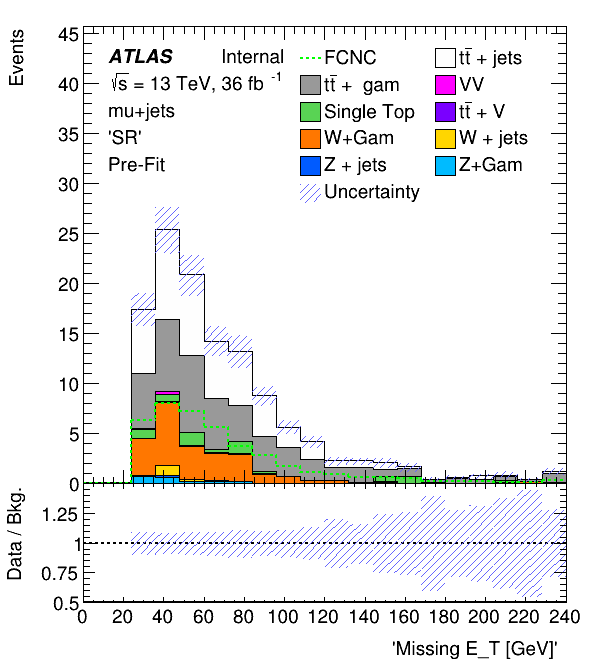 Events
45
40
35
30
25
20
15
10
5
0
ATLAS Internal
√s = 13 TeV, 36 fb⁻¹
mu+jets
'SR'
Pre-Fit
FCNC
tt̄ + jets
tt̄ + gam
VV
Single Top
tt̄ + V
W+Gam
W + jets
Z + jets
Z+Gam
Uncertainty
Data / Bkg.
1.25
1
0.75
0.5
0 20 40 60 80 100 120 140 160 180 200 220 240
'Missing E_T [GeV]'